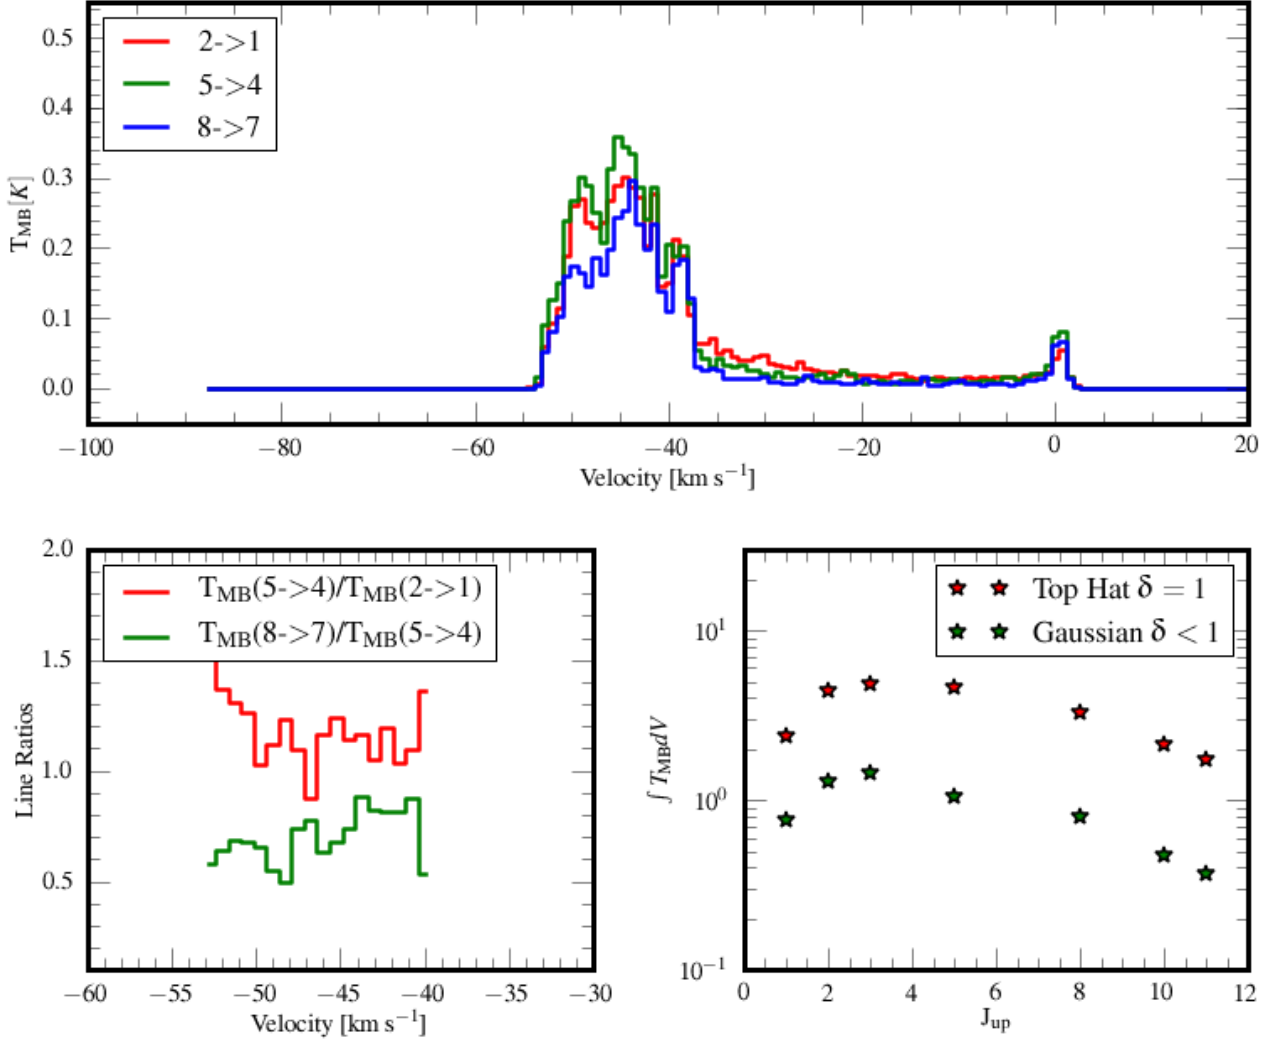 0.5
0.4
0.3
0.2
0.1
0.0
T_MB[K]
2->1
5->4
8->7
−100 −80 −60 −40 −20 0 20
Velocity [km s⁻¹]
2.0
1.5
1.0
0.5
Line Ratios
T_MB(5->4)/T_MB(2->1)
T_MB(8->7)/T_MB(5->4)
−60 −55 −50 −45 −40 −35 −30
Velocity [km s⁻¹]
10¹
10⁰
10⁻¹
∫ T_MB dV
Top Hat δ = 1
Gaussian δ < 1
0 2 4 6 8 10 12
J_up